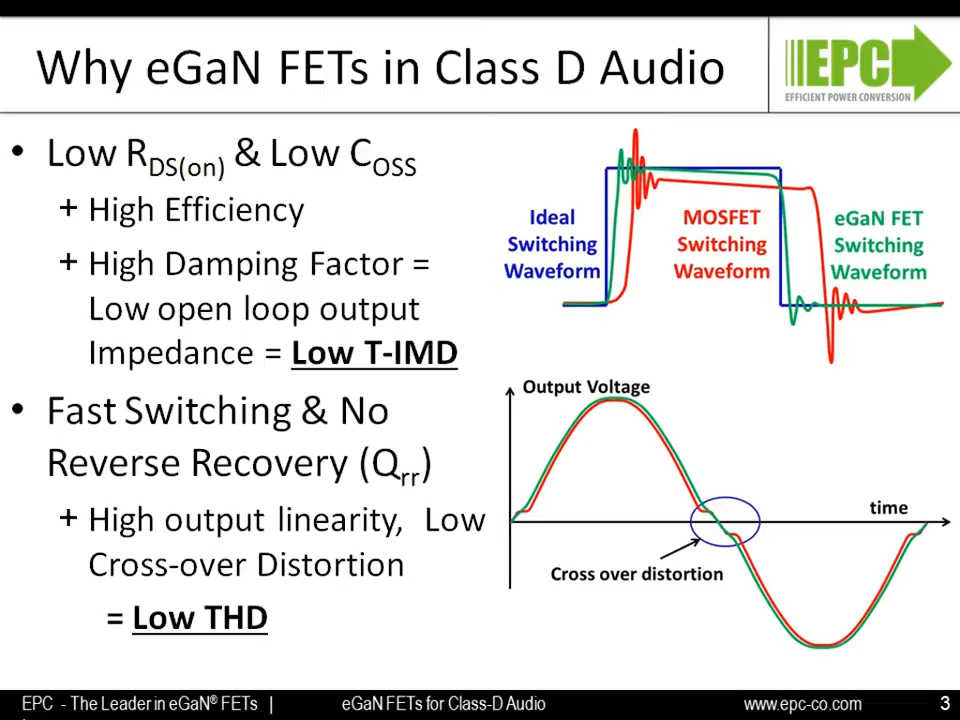 Why eGaN FETs in Class D Audio
EPC
EFFICIENT POWER CONVERSION
• Low RDS(on) & Low COSS
+ High Efficiency
+ High Damping Factor =
Low open loop output
Impedance = Low T-IMD
• Fast Switching & No
Reverse Recovery (Qrr)
+ High output linearity, Low
Cross-over Distortion
= Low THD
Ideal
Switching
Waveform
MOSFET
Switching
Waveform
eGaN FET
Switching
Waveform
Output Voltage
time
Cross over distortion
EPC - The Leader in eGaN® FETs |
eGaN FETs for Class-D Audio
www.epc-co.com
3